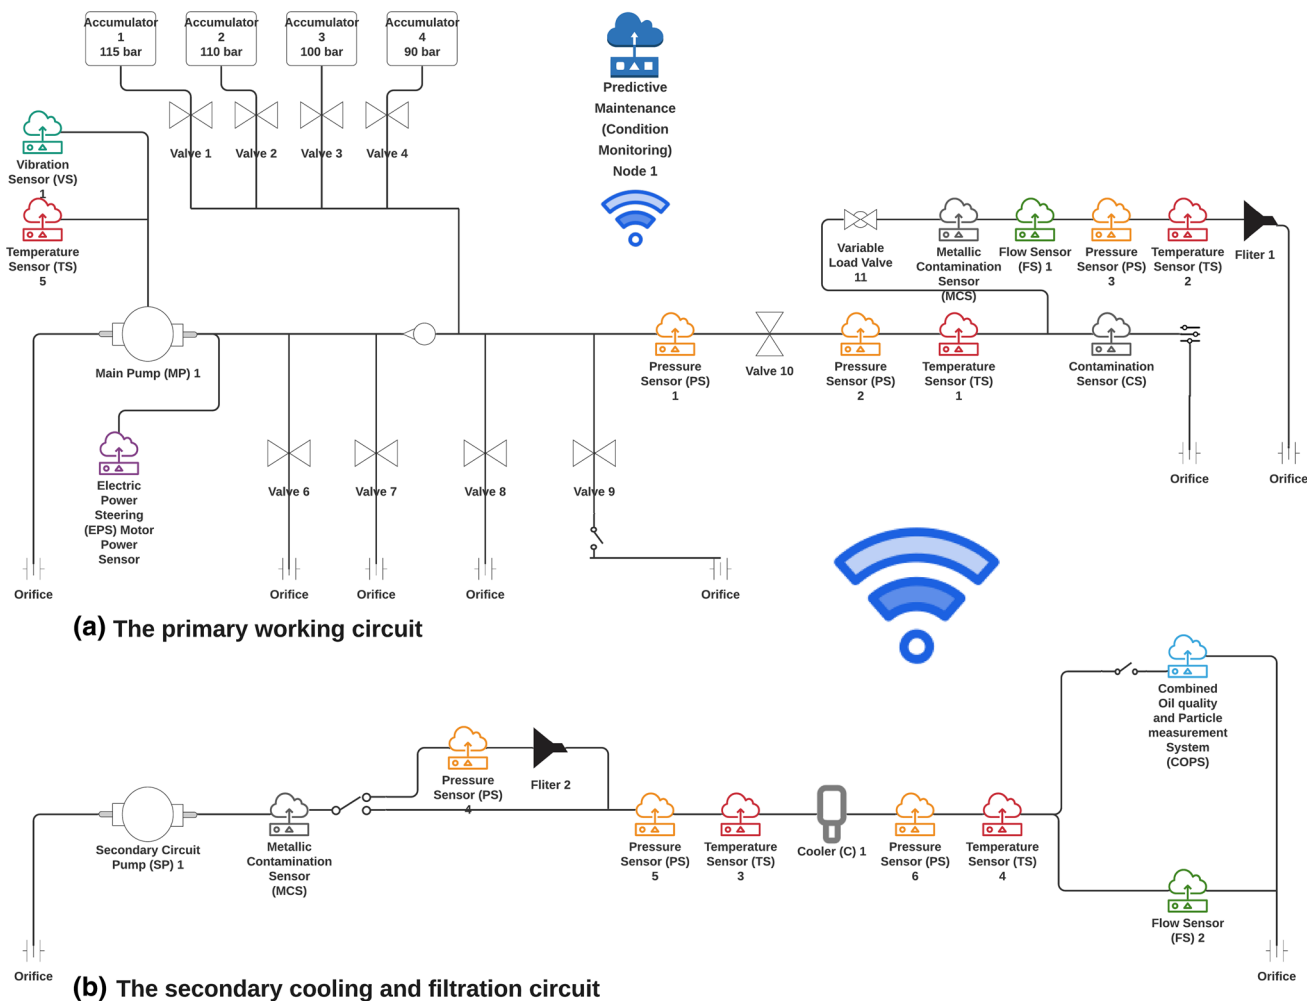 Accumulator
1
115 bar
Accumulator
2
110 bar
Accumulator
3
100 bar
Accumulator
4
90 bar
Predictive
Maintenance
(Condition
Monitoring)
Node 1
Valve 1
Valve 2
Valve 3
Valve 4
Vibration
Sensor (VS)
1
Temperature
Sensor (TS)
5
Variable
Load Valve
11
Metallic
Contamination
Sensor
(MCS)
Flow Sensor
(FS) 1
Pressure
Sensor (PS)
3
Temperature
Sensor (TS)
2
Fliter 1
Main Pump (MP) 1
Pressure
Sensor (PS)
1
Valve 10
Pressure
Sensor (PS)
2
Temperature
Sensor (TS)
1
Contamination
Sensor (CS)
Electric
Power
Steering
(EPS) Motor
Power
Sensor
Valve 6
Valve 7
Valve 8
Valve 9
Orifice
Orifice
Orifice
Orifice
Orifice
Orifice
Orifice
(a) The primary working circuit
Combined
Oil quality
and Particle
measurement
System
(COPS)
Pressure
Sensor (PS)
4
Fliter 2
Secondary Circuit
Pump (SP) 1
Metallic
Contamination
Sensor
(MCS)
Pressure
Sensor (PS)
5
Temperature
Sensor (TS)
3
Cooler (C) 1
Pressure
Sensor (PS)
6
Temperature
Sensor (TS)
4
Flow Sensor
(FS) 2
Orifice
Orifice
(b) The secondary cooling and filtration circuit